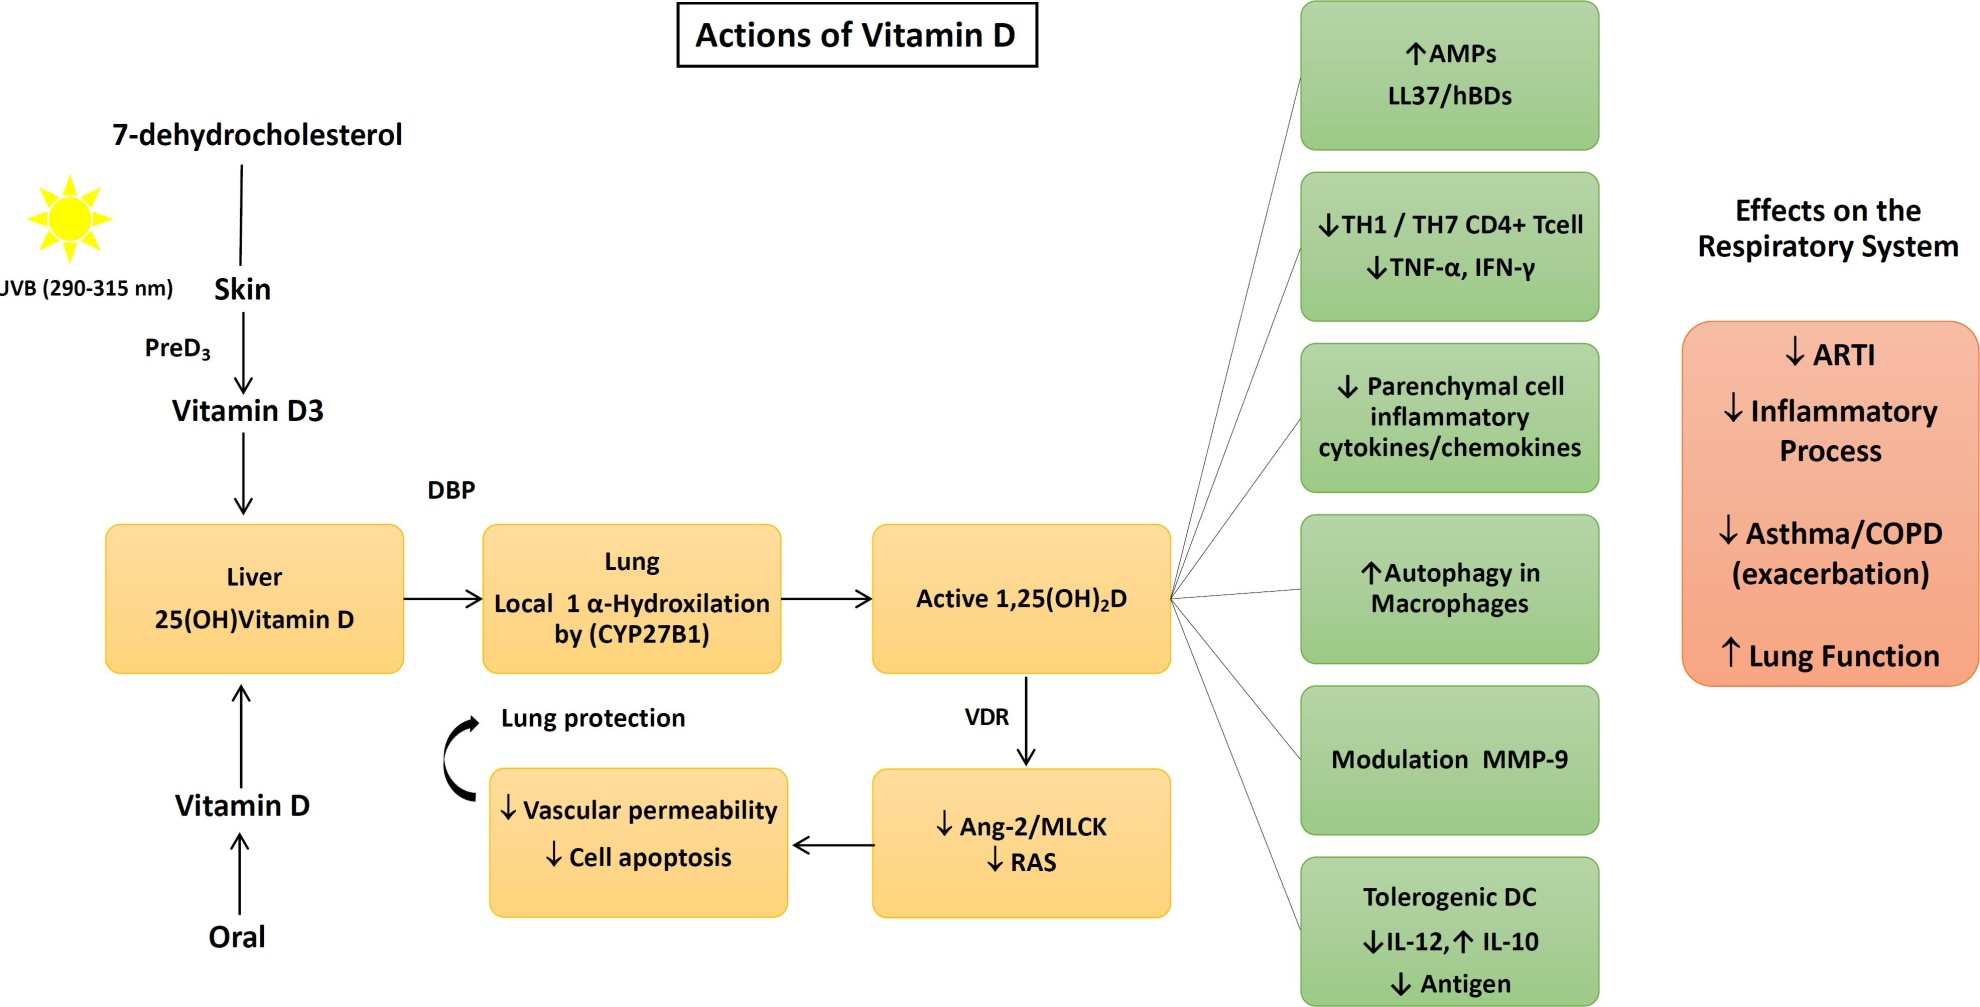 Actions of Vitamin D
7-dehydrocholesterol
UVB (290-315 nm)
Skin
PreD₃
Vitamin D3
DBP
Liver
25(OH)Vitamin D
Lung
Local 1 α-Hydroxilation
by (CYP27B1)
Active 1,25(OH)₂D
VDR
↓ Ang-2/MLCK
↓ RAS
↓ Vascular permeability
↓ Cell apoptosis
Lung protection
Vitamin D
Oral
↑AMPs
LL37/hBDs
↓TH1 / TH7 CD4+ Tcell
↓TNF-α, IFN-γ
↓ Parenchymal cell
inflammatory
cytokines/chemokines
↑Autophagy in
Macrophages
Modulation MMP-9
Tolerogenic DC
↓IL-12,↑ IL-10
↓ Antigen
Effects on the
Respiratory System
↓ ARTI
↓ Inflammatory
Process
↓ Asthma/COPD
(exacerbation)
↑ Lung Function